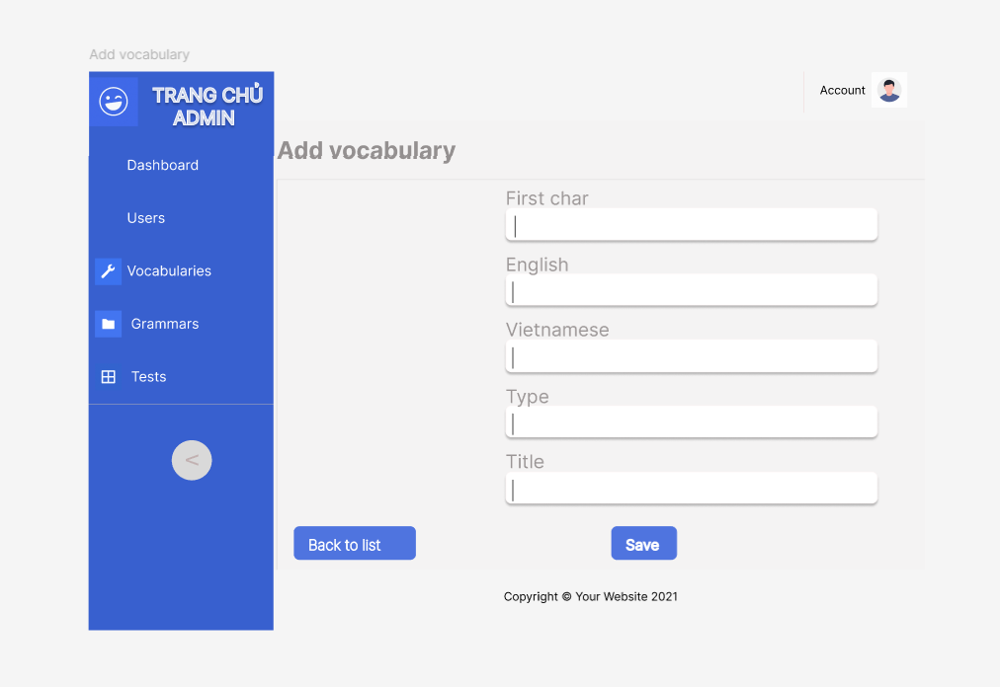 Add vocabulary
TRANG CHỦ
ADMIN
Account
Add vocabulary
Dashboard
Users
Vocabularies
Grammars
Tests
<
First char
English
Vietnamese
Type
Title
Back to list
Save
Copyright © Your Website 2021